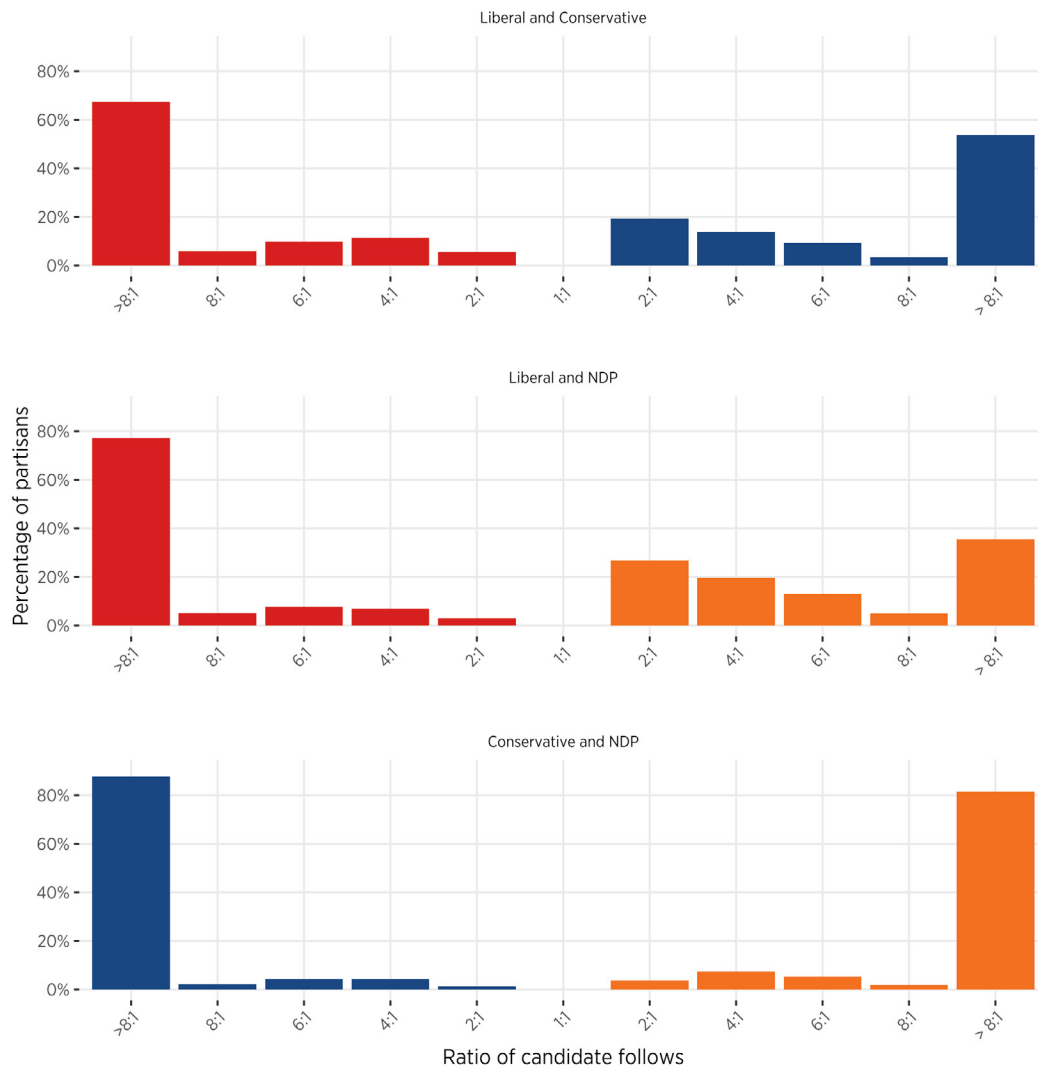 Liberal and Conservative
80%
60%
40%
20%
0%
>8:1 8:1 6:1 4:1 2:1 1:1 2:1 4:1 6:1 8:1 > 8:1
Liberal and NDP
Percentage of partisans
80%
60%
40%
20%
0%
>8:1 8:1 6:1 4:1 2:1 1:1 2:1 4:1 6:1 8:1 > 8:1
Conservative and NDP
80%
60%
40%
20%
0%
>8:1 8:1 6:1 4:1 2:1 1:1 2:1 4:1 6:1 8:1 > 8:1
Ratio of candidate follows